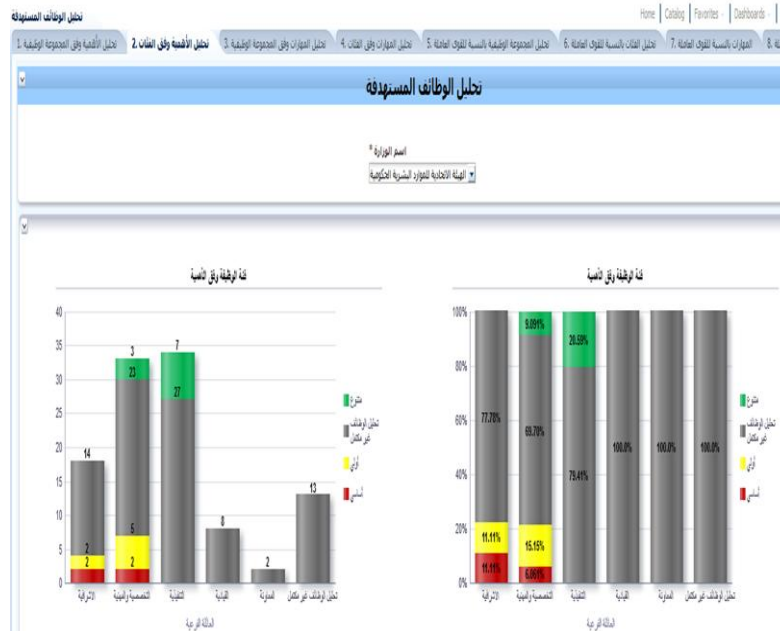 تحليل الوظائف المستهدفة
Home | Catalog | Favorites | Dashboards |
1. تحليل الأهمية وفق المجموعة الوظيفية
2. تحليل الأهمية وفق الفئات
3. تحليل المهارات وفق المجموعة الوظيفية
4. تحليل المهارات وفق الفئات
5. تحليل المجموعة الوظيفية بالنسبة للقوى العاملة
6. تحليل الفئات بالنسبة للقوى العاملة
7. المهارات بالنسبة للقوى العاملة
8.
تحليل الوظائف المستهدفة
اسم الوزارة *
الهيئة الاتحادية للموارد البشرية الحكومية
فئة الوظيفة وفق الأهمية
40
35
30
25
20
15
10
5
0
14
2
2
3
23
5
2
7
27
8
2
13
متنوع
تحليل الوظائف
غير مكتمل
أولي
أساسي
الاشرافية
التخصصية والمهنية
التنفيذية
القيادية
المعاونة
تحليل الوظائف غير مكتمل
العائلة الفرعية
فئة الوظيفة وفق الأهمية
100%
80%
60%
40%
20%
0%
77.78%
11.11%
11.11%
9.091%
69.70%
15.15%
6.061%
20.59%
79.41%
100.0%
100.0%
100.0%
متنوع
تحليل الوظائف
غير مكتمل
أولي
أساسي
الاشرافية
التخصصية والمهنية
التنفيذية
القيادية
المعاونة
تحليل الوظائف غير مكتمل
العائلة الفرعية